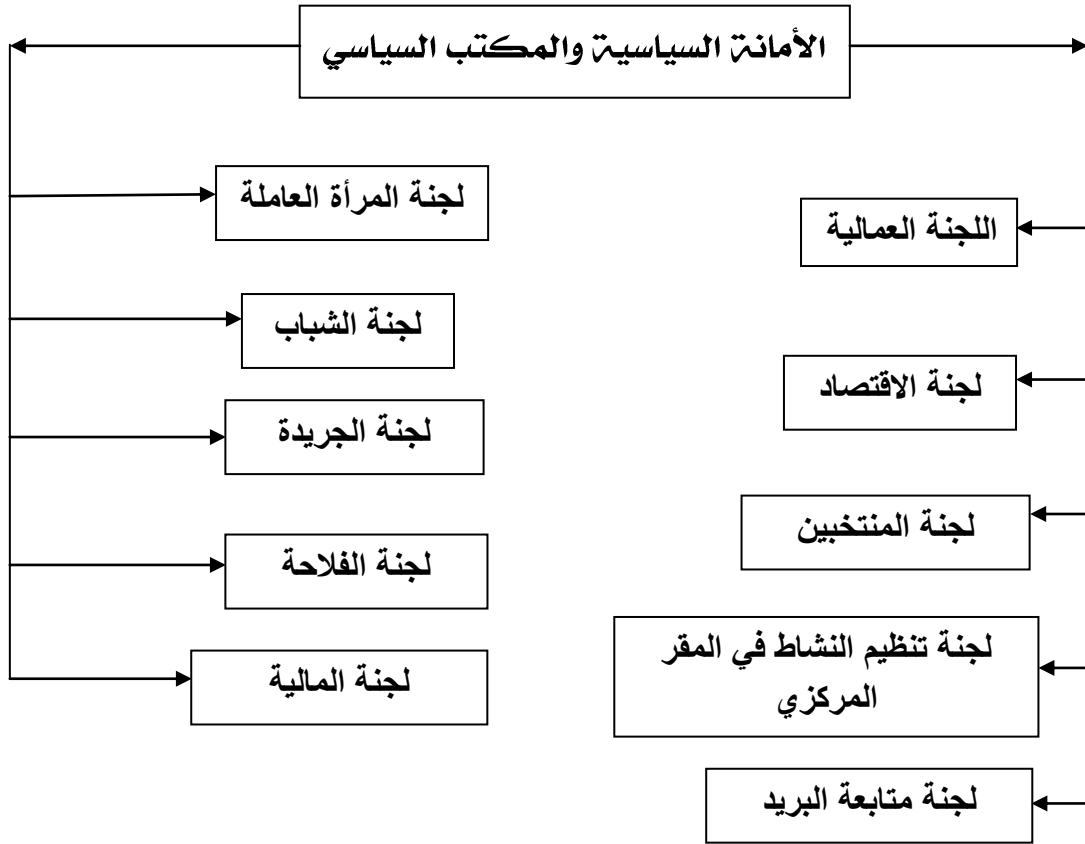 الأمانة السياسية والمكتب السياسي
اللجنة العمالية
لجنة الاقتصاد
لجنة المنتخبين
لجنة تنظيم النشاط في المقر
المركزي
لجنة متابعة البريد
لجنة المرأة العاملة
لجنة الشباب
لجنة الجريدة
لجنة الفلاحة
لجنة المالية